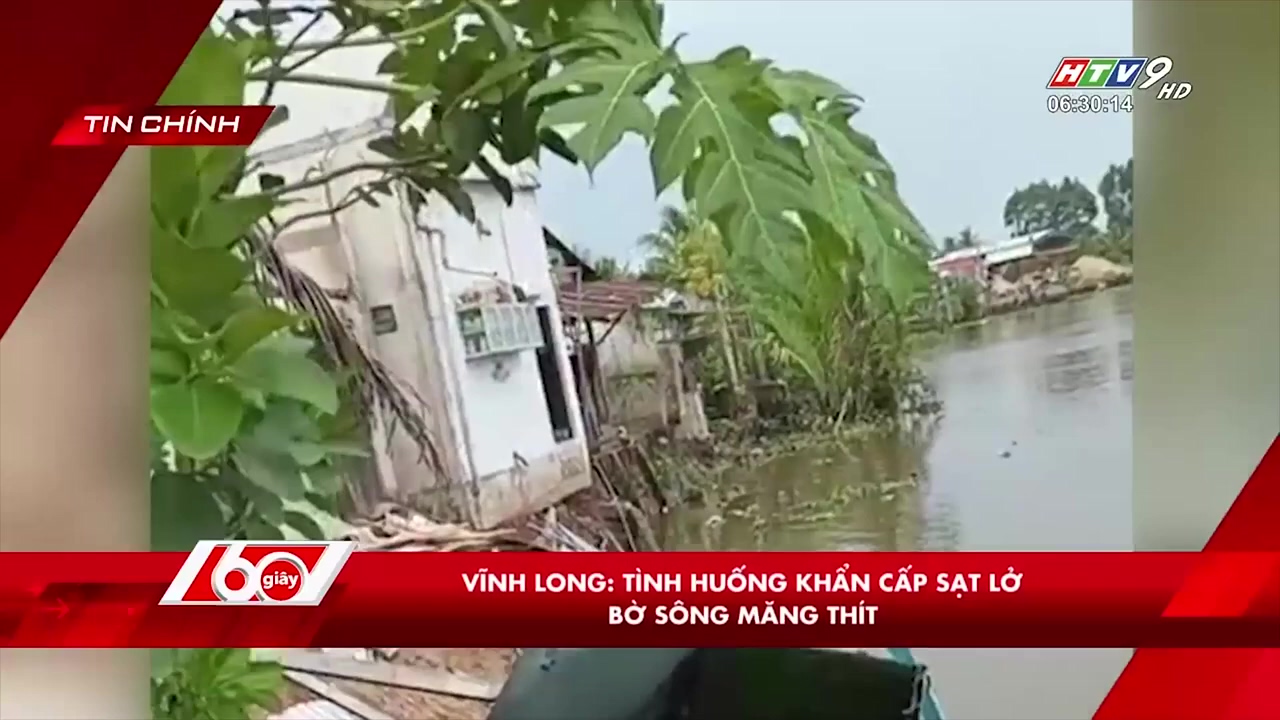 TIN CHÍNH
HTV9 HD
06:30:14
60 giây
VĨNH LONG: TÌNH HUỐNG KHẨN CẤP SẠT LỞ
BỜ SÔNG MĂNG THÍT